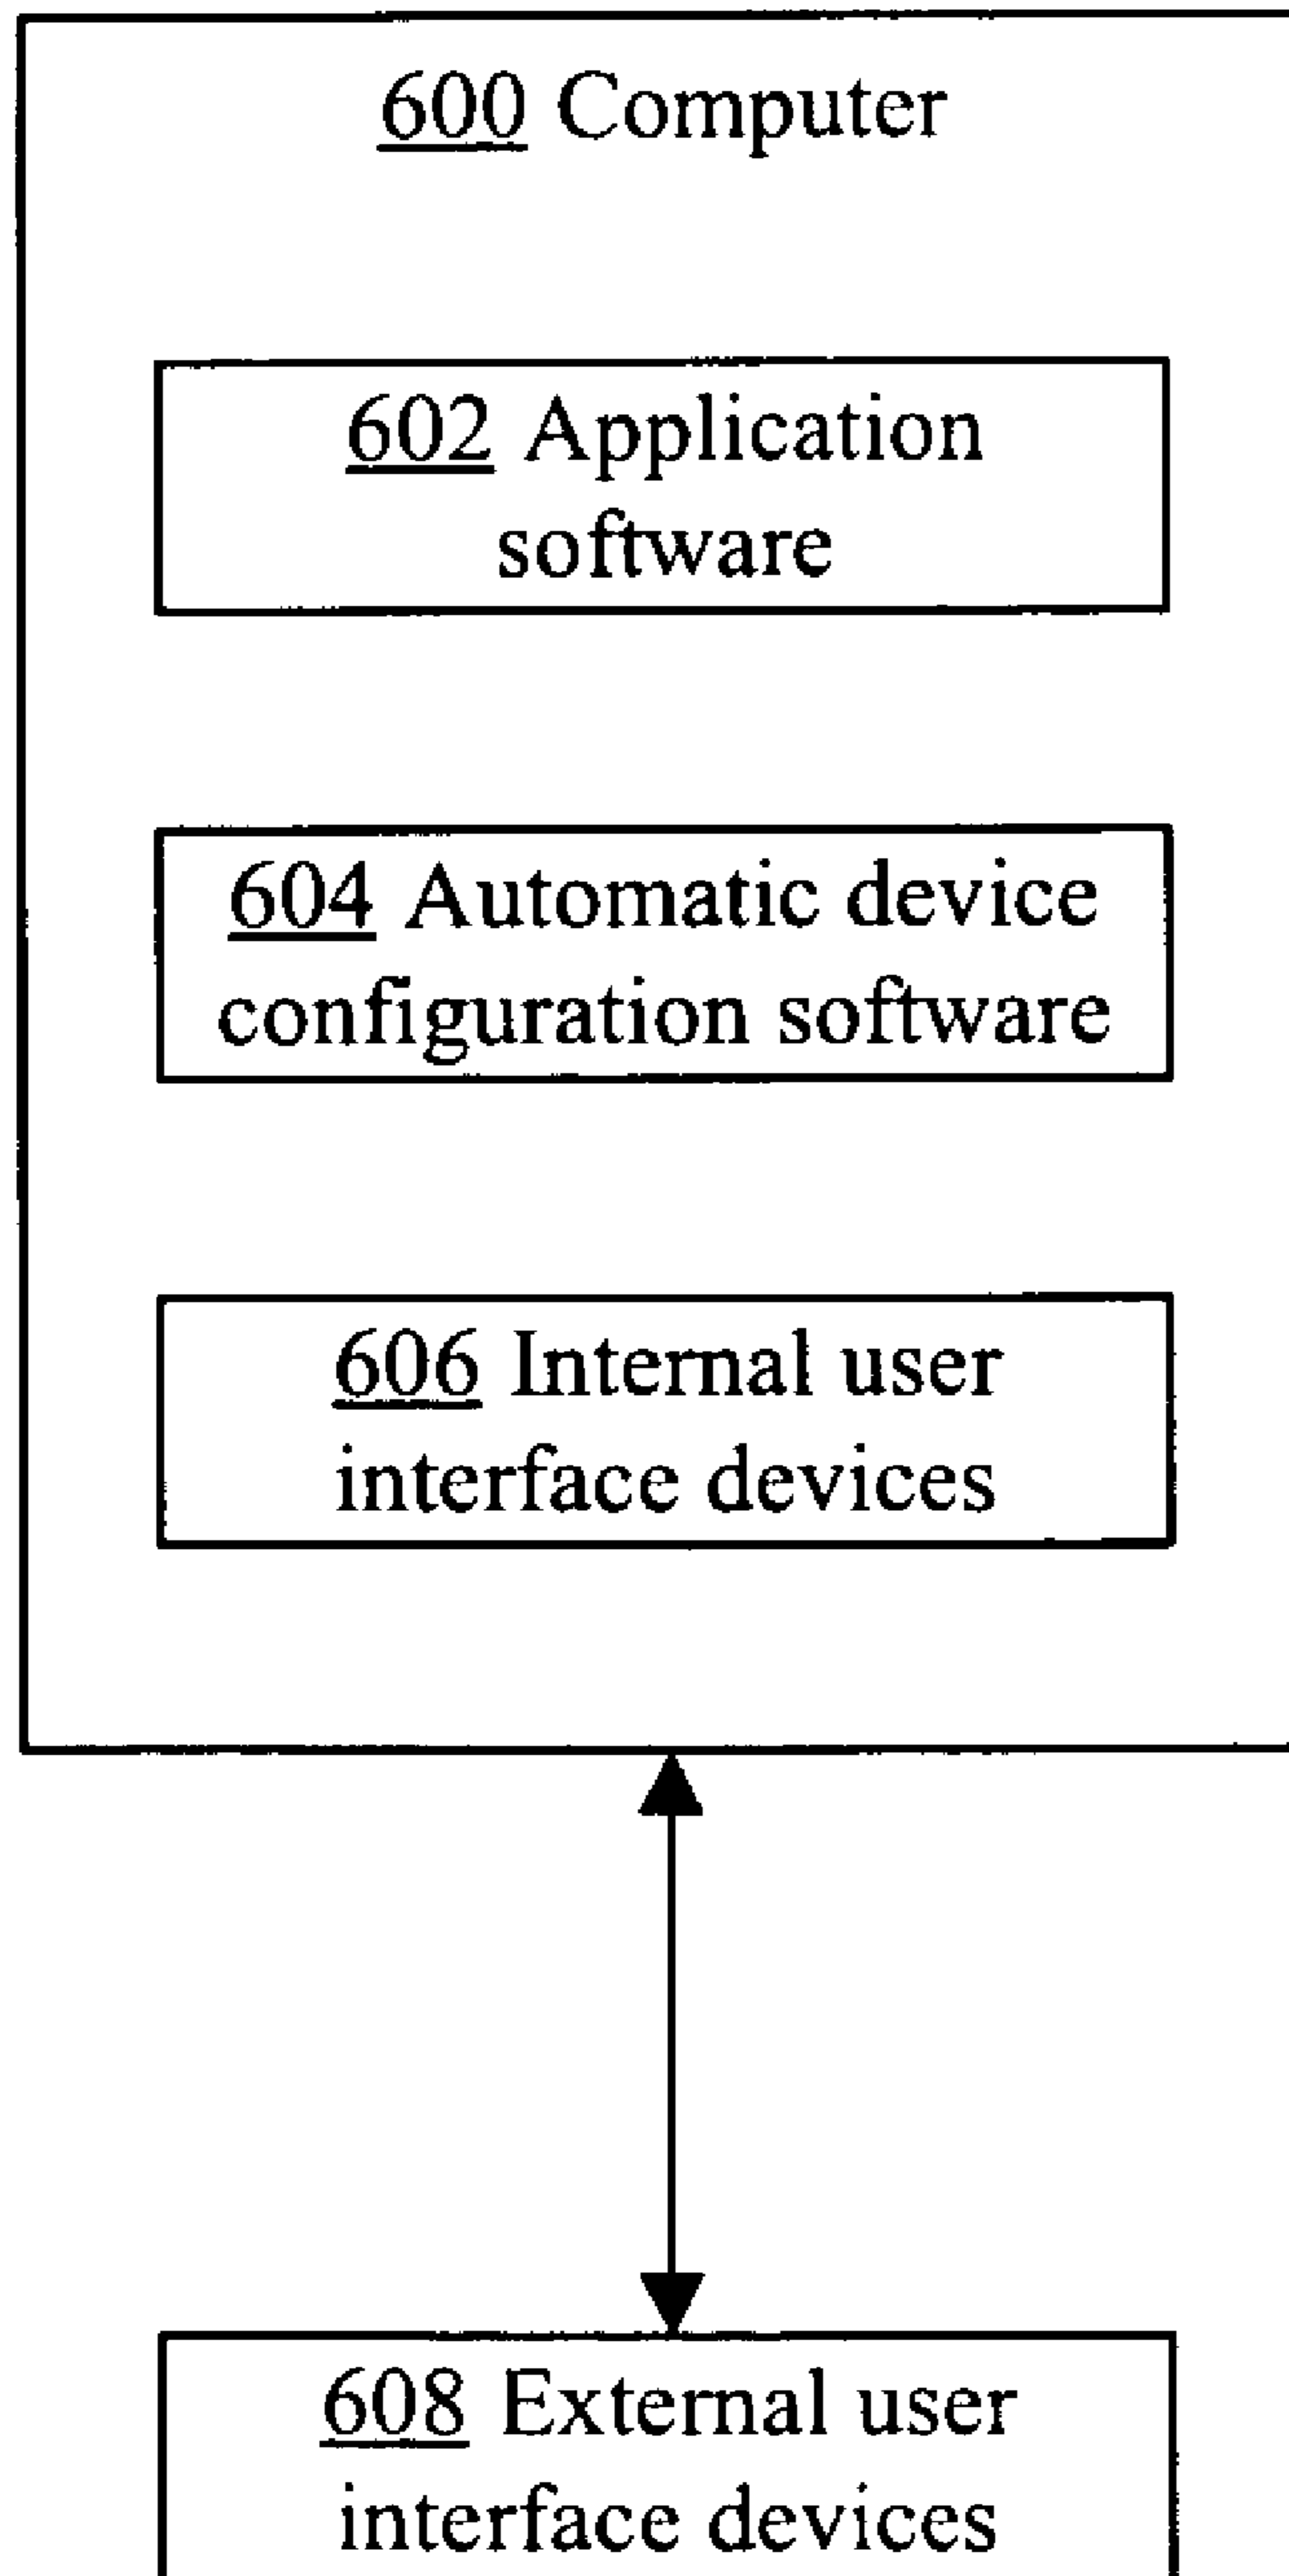 600 Computer
602 Application
software
604 Automatic device
configuration software
606 Internal user
interface devices
608 External user
interface devices